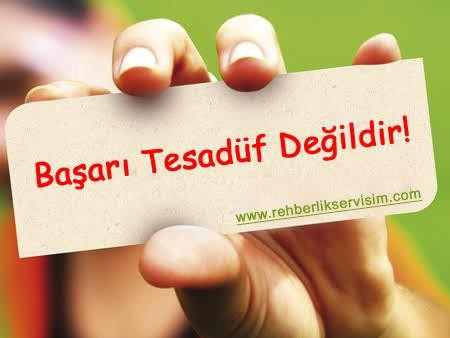 Başarı Tesadüf Değildir!
www.rehberlikservisim.com